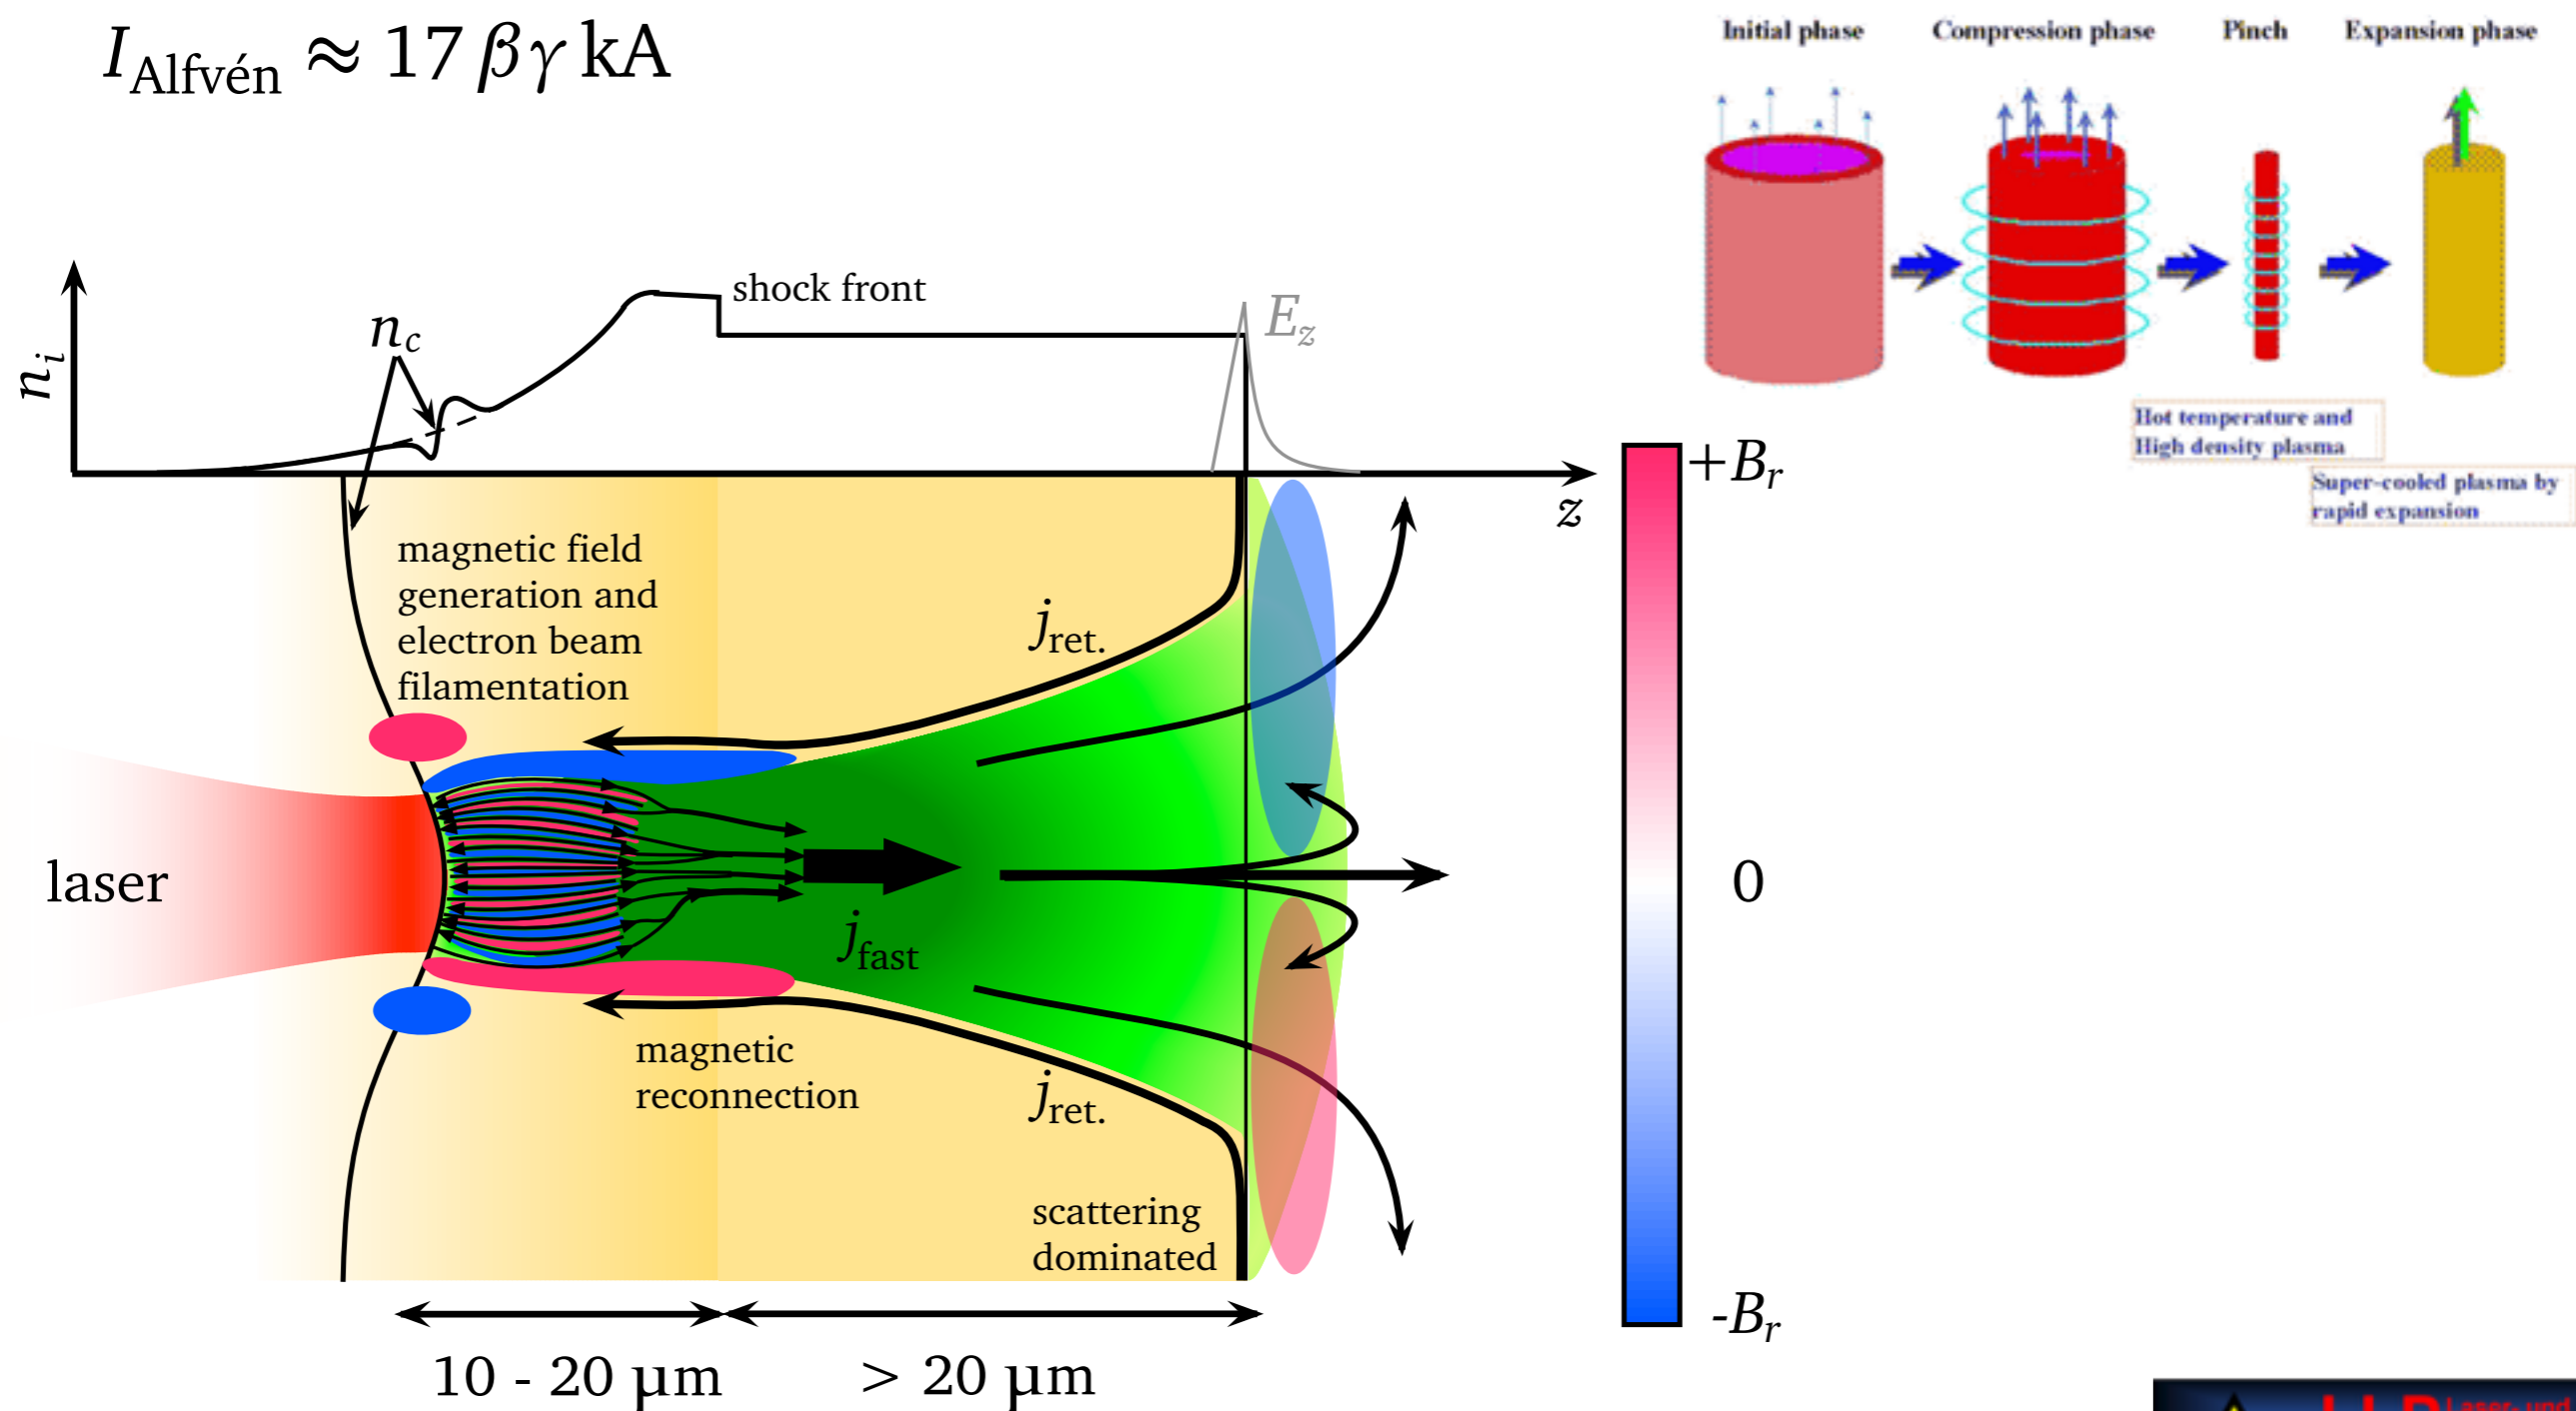 I_Alfvén ≈ 17 βγ kA
Initial phase
Compression phase
Pinch
Expansion phase
shock front
n_c
E_z
n_i
z
Hot temperature and
High density plasma
Super-cooled plasma by
rapid expansion
+B_r
magnetic field
generation and
electron beam
filamentation
j_ret.
laser
j_fast
0
magnetic
reconnection
j_ret.
scattering
dominated
-B_r
10 - 20 µm
> 20 µm
Laser- und